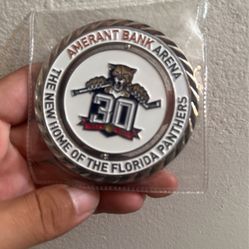 AMERANT BANK ARENA
30
THE NEW HOME OF THE FLORIDA PANTHERS